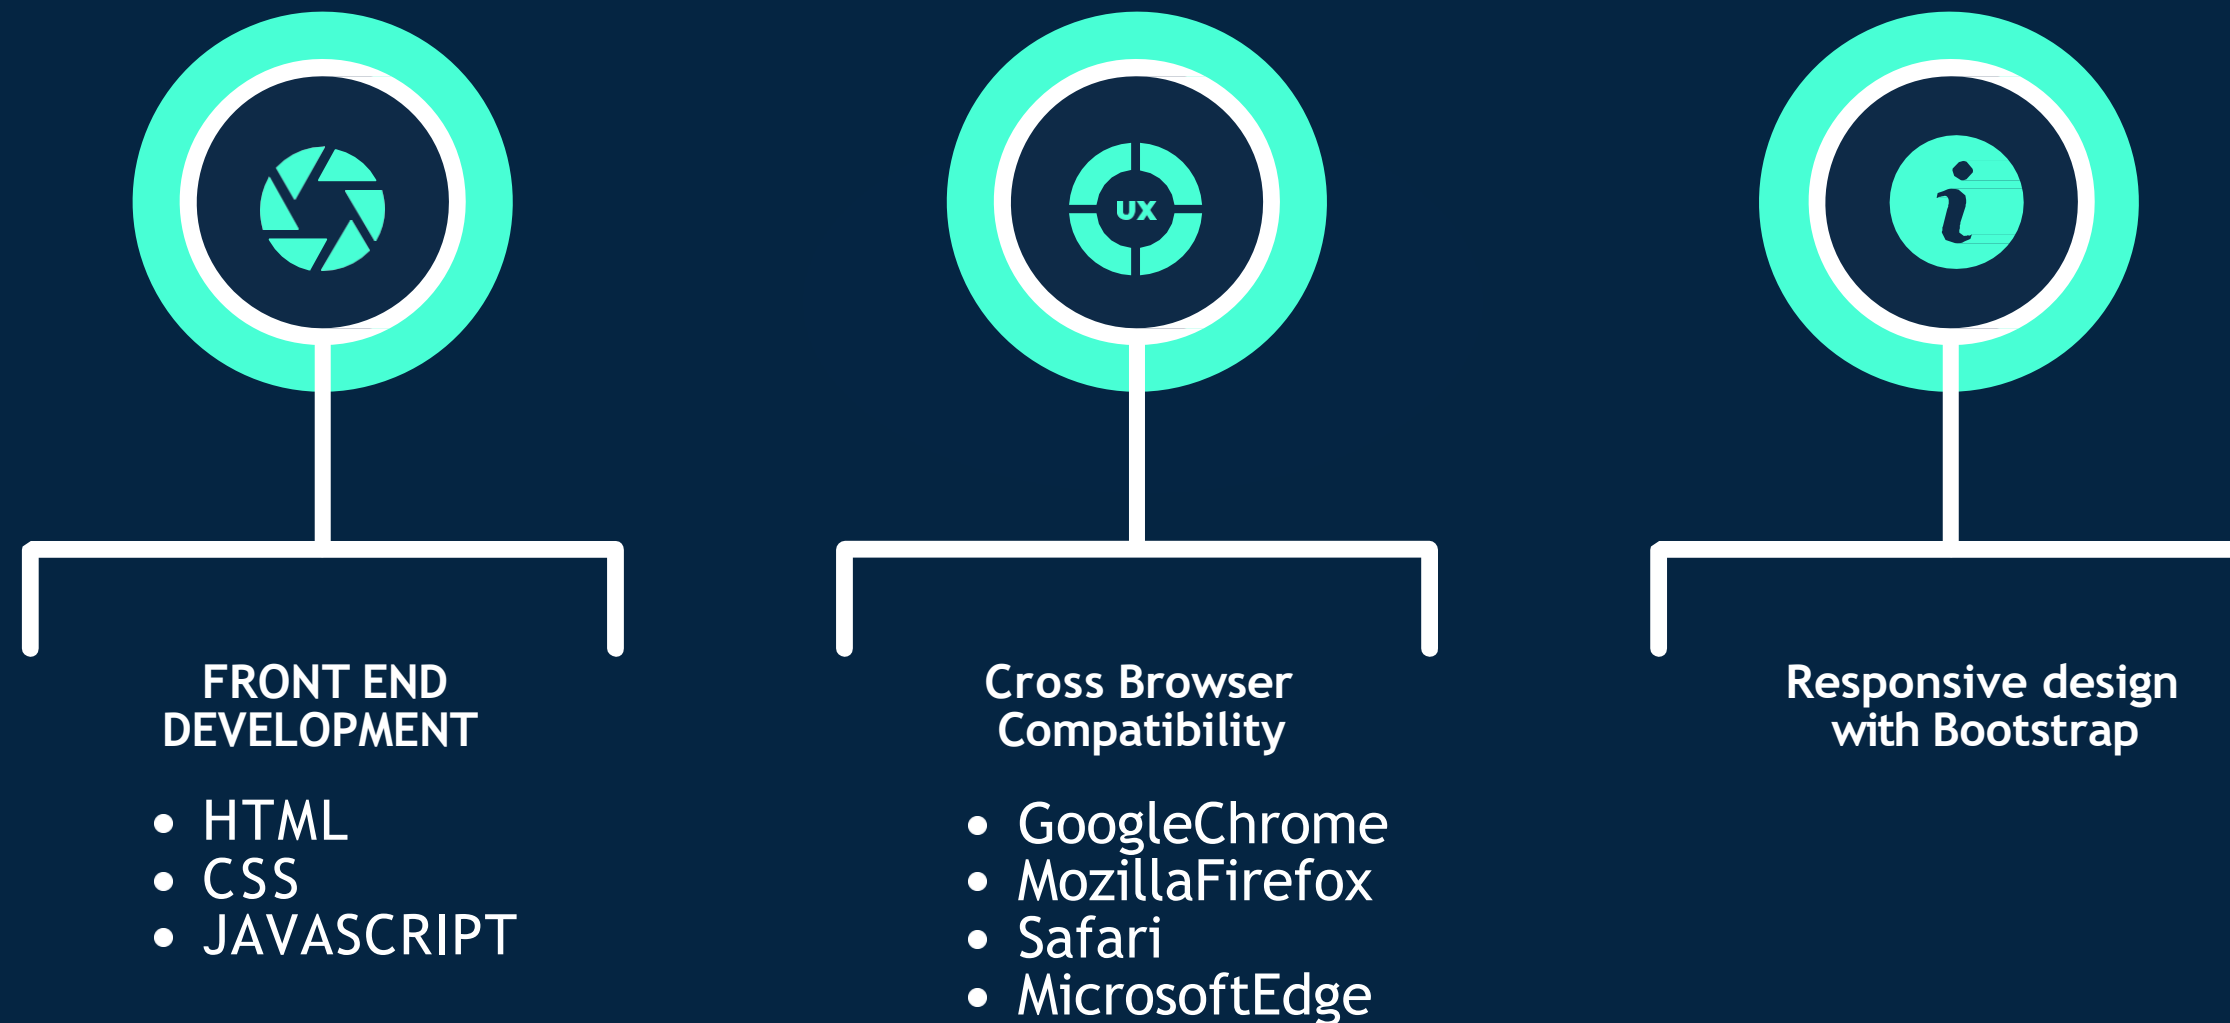 UX
i
FRONT END
DEVELOPMENT
• HTML
• CSS
• JAVASCRIPT
Cross Browser
Compatibility
• GoogleChrome
• MozillaFirefox
• Safari
• MicrosoftEdge
Responsive design
with Bootstrap